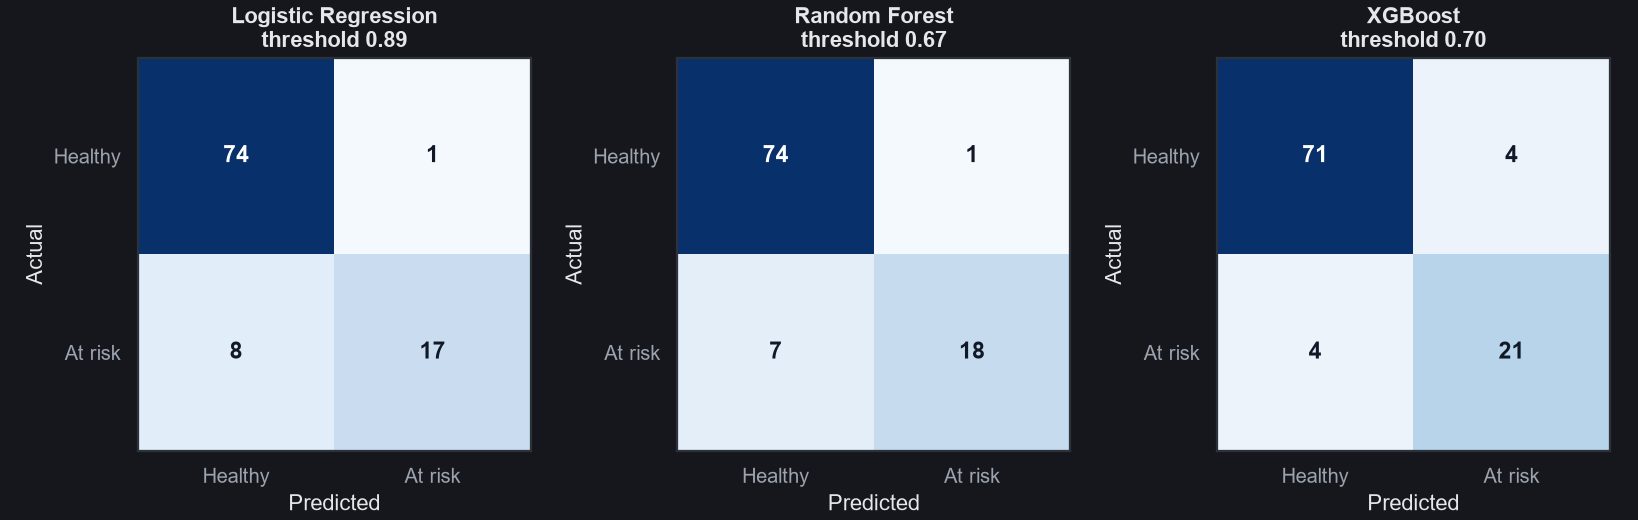 Logistic Regression
threshold 0.89
Healthy
74
1
Actual
At risk
8
17
Healthy
At risk
Predicted
Random Forest
threshold 0.67
Healthy
74
1
Actual
At risk
7
18
Healthy
At risk
Predicted
XGBoost
threshold 0.70
Healthy
71
4
Actual
At risk
4
21
Healthy
At risk
Predicted